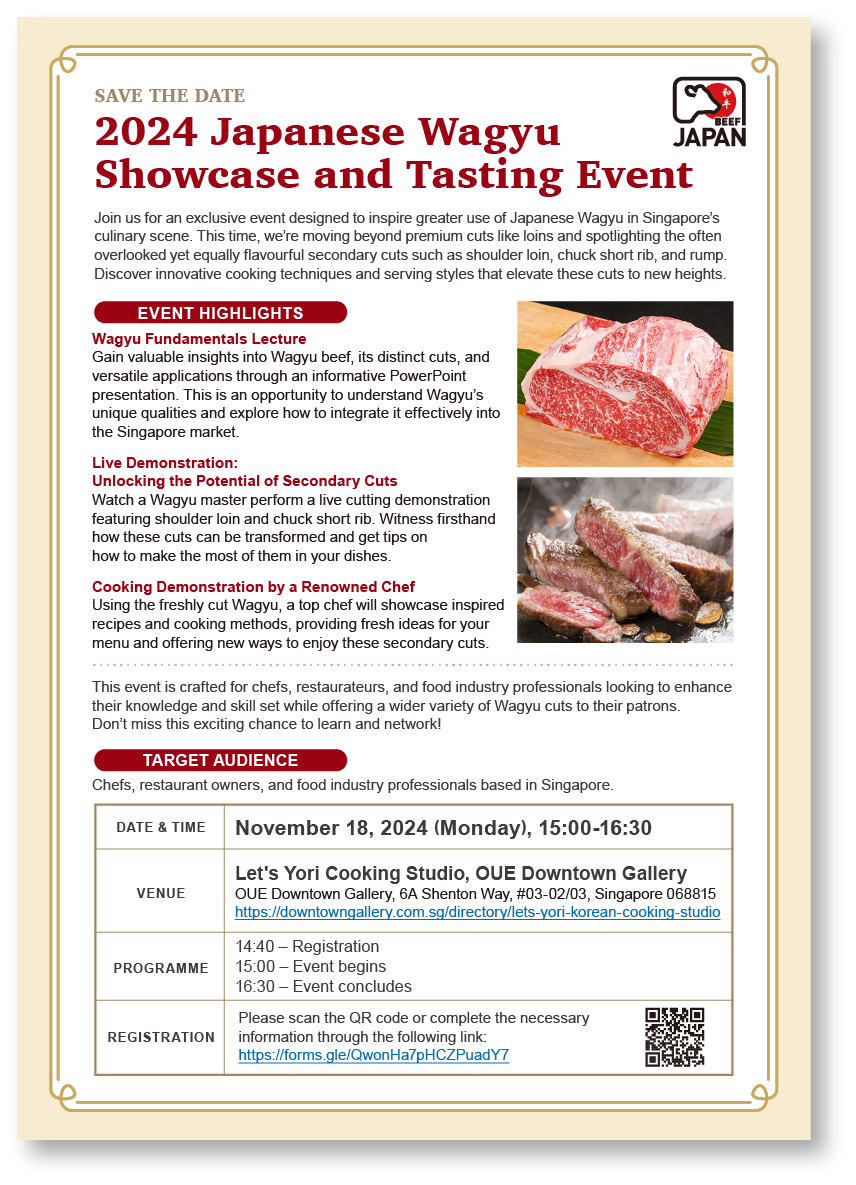 SAVE THE DATE
2024 Japanese Wagyu
Showcase and Tasting Event
和牛
BEEF
JAPAN
Join us for an exclusive event designed to inspire greater use of Japanese Wagyu in Singapore's
culinary scene. This time, we're moving beyond premium cuts like loins and spotlighting the often
overlooked yet equally flavourful secondary cuts such as shoulder loin, chuck short rib, and rump.
Discover innovative cooking techniques and serving styles that elevate these cuts to new heights.
EVENT HIGHLIGHTS
Wagyu Fundamentals Lecture
Gain valuable insights into Wagyu beef, its distinct cuts, and
versatile applications through an informative PowerPoint
presentation. This is an opportunity to understand Wagyu's
unique qualities and explore how to integrate it effectively into
the Singapore market.
Live Demonstration:
Unlocking the Potential of Secondary Cuts
Watch a Wagyu master perform a live cutting demonstration
featuring shoulder loin and chuck short rib. Witness firsthand
how these cuts can be transformed and get tips on
how to make the most of them in your dishes.
Cooking Demonstration by a Renowned Chef
Using the freshly cut Wagyu, a top chef will showcase inspired
recipes and cooking methods, providing fresh ideas for your
menu and offering new ways to enjoy these secondary cuts.
This event is crafted for chefs, restaurateurs, and food industry professionals looking to enhance
their knowledge and skill set while offering a wider variety of Wagyu cuts to their patrons.
Don't miss this exciting chance to learn and network!
TARGET AUDIENCE
Chefs, restaurant owners, and food industry professionals based in Singapore.
DATE & TIME
November 18, 2024 (Monday), 15:00-16:30
VENUE
Let's Yori Cooking Studio, OUE Downtown Gallery
OUE Downtown Gallery, 6A Shenton Way, #03-02/03, Singapore 068815
https://downtowngallery.com.sg/directory/lets-yori-korean-cooking-studio
PROGRAMME
14:40 – Registration
15:00 – Event begins
16:30 – Event concludes
REGISTRATION
Please scan the QR code or complete the necessary
information through the following link:
https://forms.gle/QwonHa7pHCZPuadY7